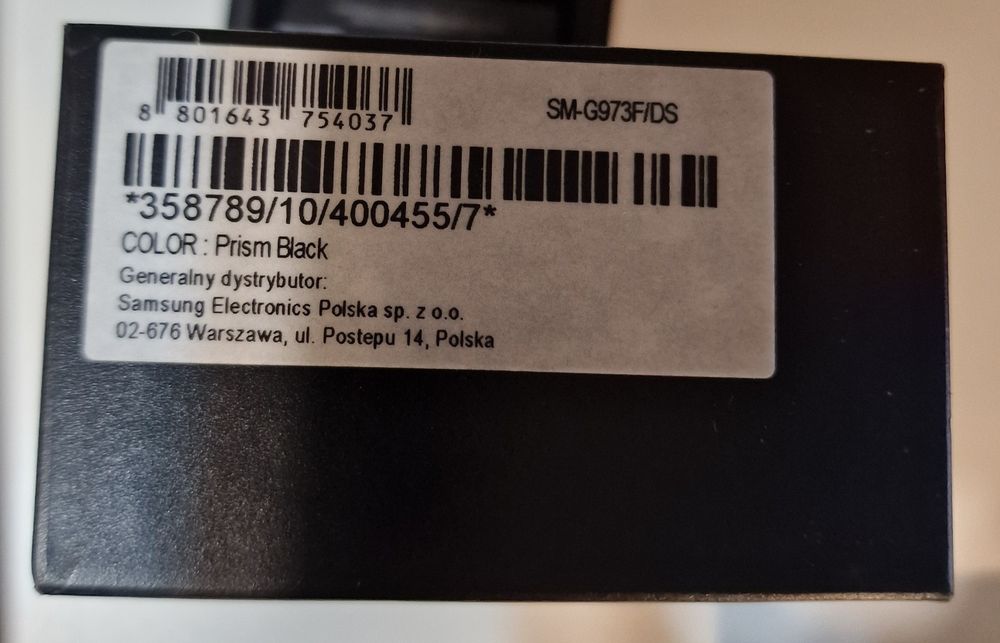 8 801643 754037
SM-G973F/DS
*358789/10/400455/7*
COLOR : Prism Black
Generalny dystrybutor:
Samsung Electronics Polska sp. z o.o.
02-676 Warszawa, ul. Postepu 14, Polska